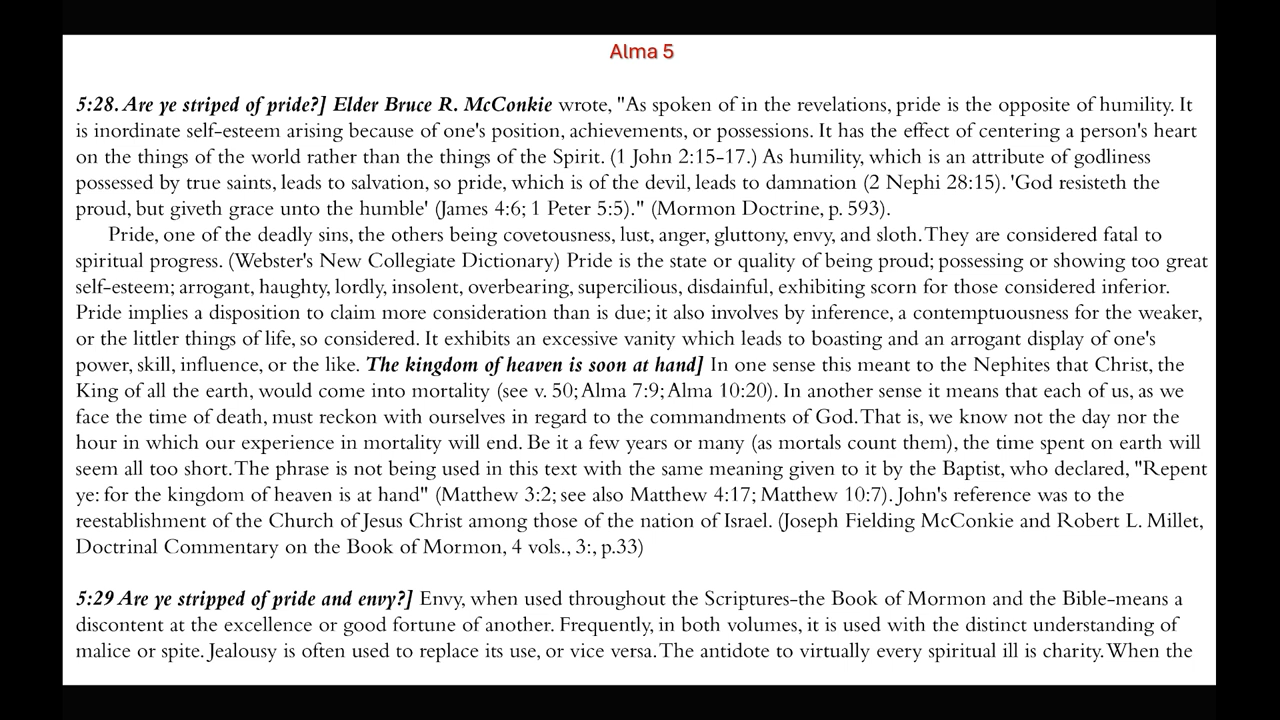 Alma 5
5:28. Are ye striped of pride?] Elder Bruce R. McConkie wrote, "As spoken of in the revelations, pride is the opposite of humility. It
is inordinate self-esteem arising because of one's position, achievements, or possessions. It has the effect of centering a person's heart
on the things of the world rather than the things of the Spirit. (1 John 2:15-17.) As humility, which is an attribute of godliness
possessed by true saints, leads to salvation, so pride, which is of the devil, leads to damnation (2 Nephi 28:15). 'God resisteth the
proud, but giveth grace unto the humble' (James 4:6; 1 Peter 5:5)." (Mormon Doctrine, p. 593).
Pride, one of the deadly sins, the others being covetousness, lust, anger, gluttony, envy, and sloth. They are considered fatal to
spiritual progress. (Webster's New Collegiate Dictionary) Pride is the state or quality of being proud; possessing or showing too great
self-esteem; arrogant, haughty, lordly, insolent, overbearing, supercilious, disdainful, exhibiting scorn for those considered inferior.
Pride implies a disposition to claim more consideration than is due; it also involves by inference, a contemptuousness for the weaker,
or the littler things of life, so considered. It exhibits an excessive vanity which leads to boasting and an arrogant display of one's
power, skill, influence, or the like. The kingdom of heaven is soon at hand] In one sense this meant to the Nephites that Christ, the
King of all the earth, would come into mortality (see v. 50; Alma 7:9; Alma 10:20). In another sense it means that each of us, as we
face the time of death, must reckon with ourselves in regard to the commandments of God. That is, we know not the day nor the
hour in which our experience in mortality will end. Be it a few years or many (as mortals count them), the time spent on earth will
seem all too short. The phrase is not being used in this text with the same meaning given to it by the Baptist, who declared, "Repent
ye: for the kingdom of heaven is at hand" (Matthew 3:2; see also Matthew 4:17; Matthew 10:7). John's reference was to the
reestablishment of the Church of Jesus Christ among those of the nation of Israel. (Joseph Fielding McConkie and Robert L. Millet,
Doctrinal Commentary on the Book of Mormon, 4 vols., 3:, p.33)
5:29 Are ye stripped of pride and envy?] Envy, when used throughout the Scriptures-the Book of Mormon and the Bible-means a
discontent at the excellence or good fortune of another. Frequently, in both volumes, it is used with the distinct understanding of
malice or spite. Jealousy is often used to replace its use, or vice versa. The antidote to virtually every spiritual ill is charity. When the